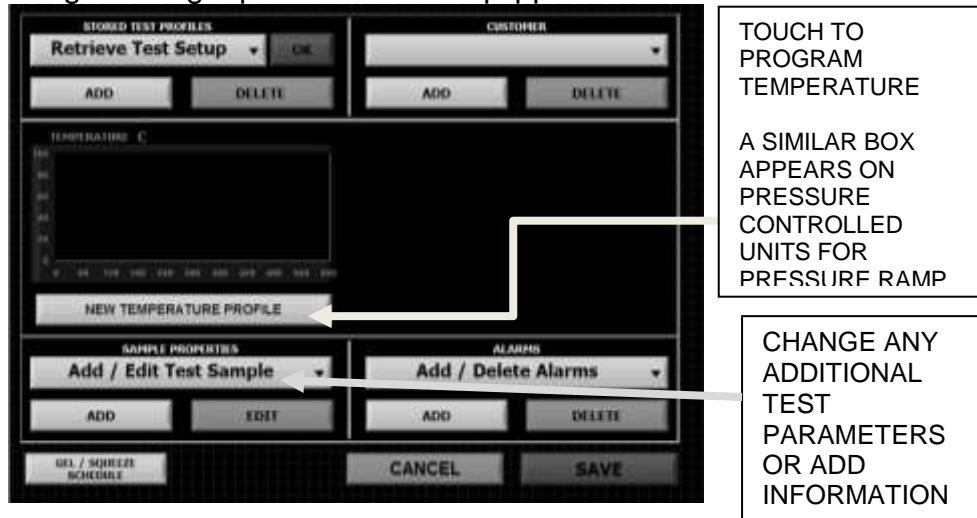 STORED TEST PROFILES
Retrieve Test Setup
OK
ADD
DELETE
CUSTOMER
ADD
DELETE
TEMPERATURE C
NEW TEMPERATURE PROFILE
SAMPLE PROPERTIES
Add / Edit Test Sample
ADD
EDIT
ALARMS
Add / Delete Alarms
ADD
DELETE
GEL / SQUEEZE
SCHEDULE
CANCEL
SAVE
TOUCH TO
PROGRAM
TEMPERATURE
A SIMILAR BOX
APPEARS ON
PRESSURE
CONTROLLED
UNITS FOR
PRESSURE RAMP
CHANGE ANY
ADDITIONAL
TEST
PARAMETERS
OR ADD
INFORMATION